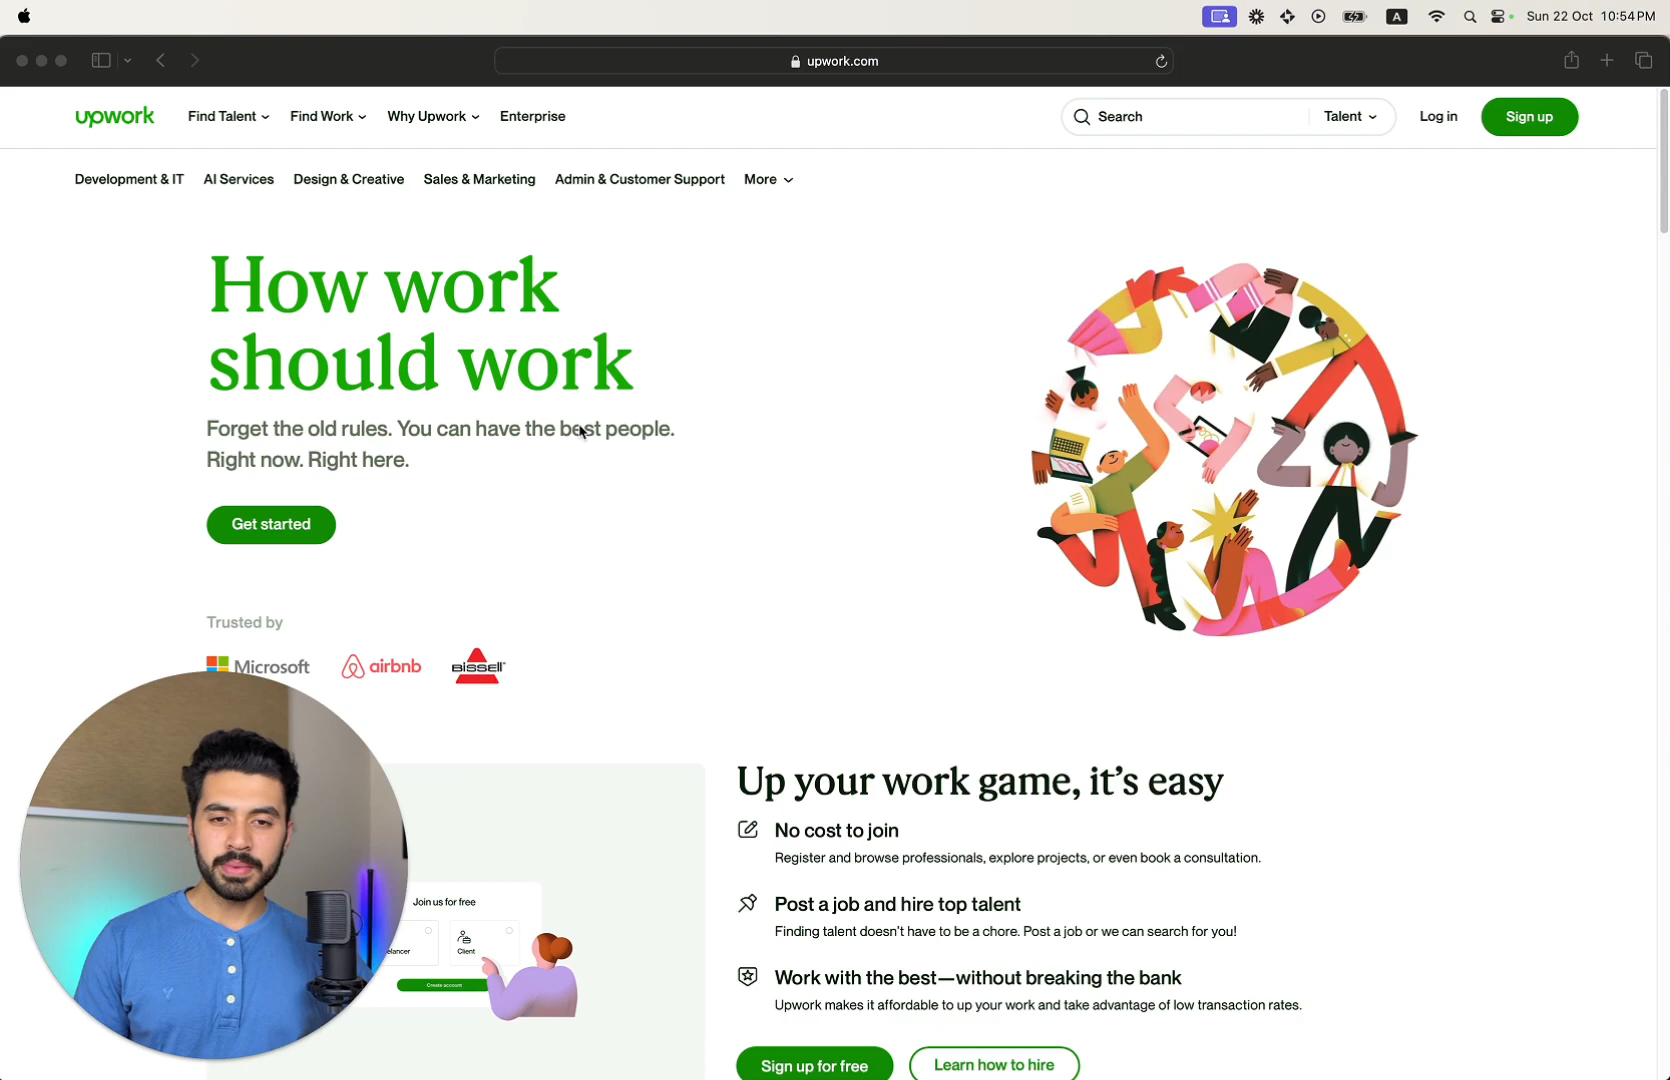 Sun 22 Oct 10:54 PM
A
upwork.com
upwork Find Talent Find Work Why Upwork Enterprise Search Talent Log in Sign up
Development & IT AI Services Design & Creative Sales & Marketing Admin & Customer Support More
How work
should work
Forget the old rules. You can have the best people.
Right now. Right here.
Get started
Trusted by
Microsoft airbnb BISSELL
Up your work game, it's easy
No cost to join
Register and browse professionals, explore projects, or even book a consultation.
Post a job and hire top talent
Finding talent doesn't have to be a chore. Post a job or we can search for you!
Work with the best—without breaking the bank
Upwork makes it affordable to up your work and take advantage of low transaction rates.
Sign up for free Learn how to hire
Join us for free
elancer Client
Create account